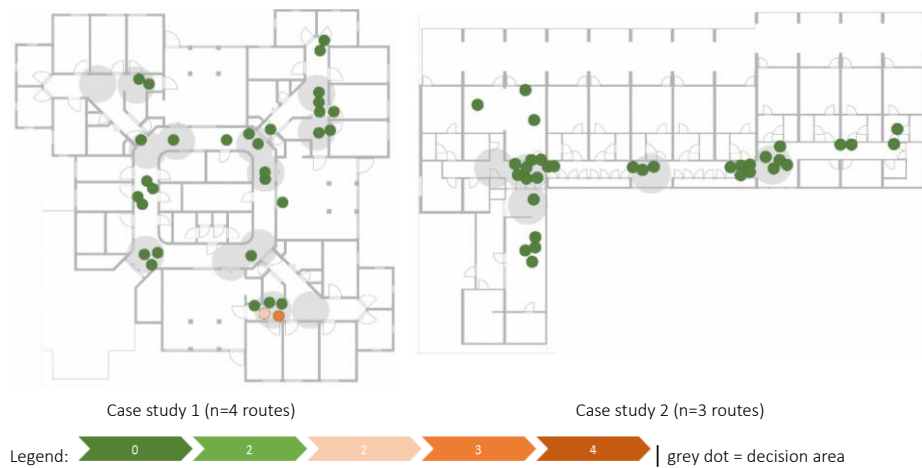 Case study 1 (n=4 routes)
Case study 2 (n=3 routes)
Legend: 0 2 2 3 4 grey dot = decision area